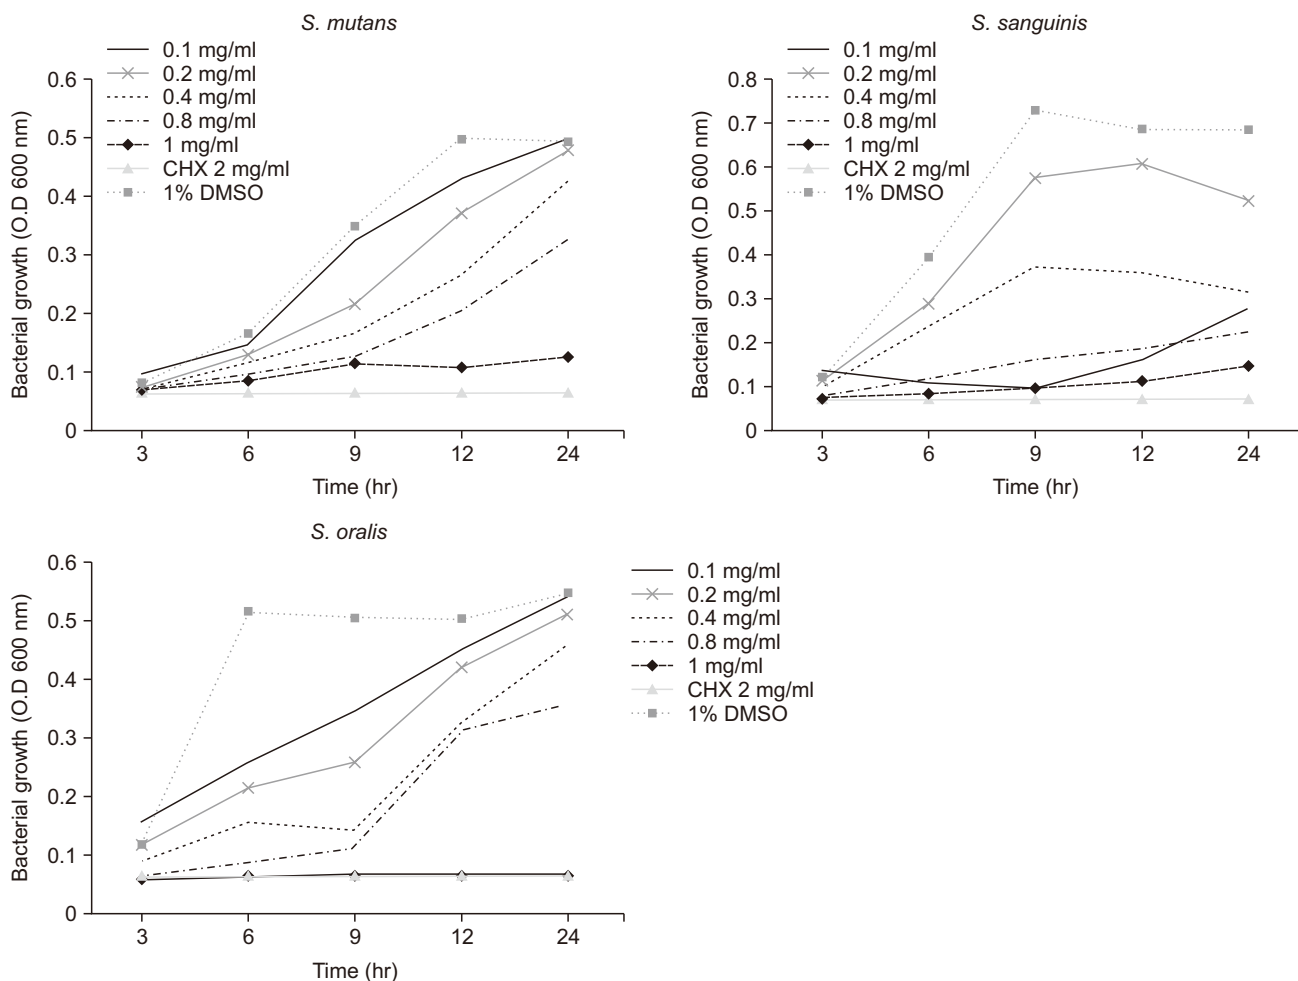 S. mutans
0.1 mg/ml
0.2 mg/ml
0.4 mg/ml
0.8 mg/ml
1 mg/ml
CHX 2 mg/ml
1% DMSO
Bacterial growth (O.D 600 nm)
0.6
0.5
0.4
0.3
0.2
0.1
0
3 6 9 12 24
Time (hr)
S. sanguinis
0.1 mg/ml
0.2 mg/ml
0.4 mg/ml
0.8 mg/ml
1 mg/ml
CHX 2 mg/ml
1% DMSO
Bacterial growth (O.D 600 nm)
0.8
0.7
0.6
0.5
0.4
0.3
0.2
0.1
0
3 6 9 12 24
Time (hr)
S. oralis
Bacterial growth (O.D 600 nm)
0.6
0.5
0.4
0.3
0.2
0.1
0
3 6 9 12 24
Time (hr)
0.1 mg/ml
0.2 mg/ml
0.4 mg/ml
0.8 mg/ml
1 mg/ml
CHX 2 mg/ml
1% DMSO